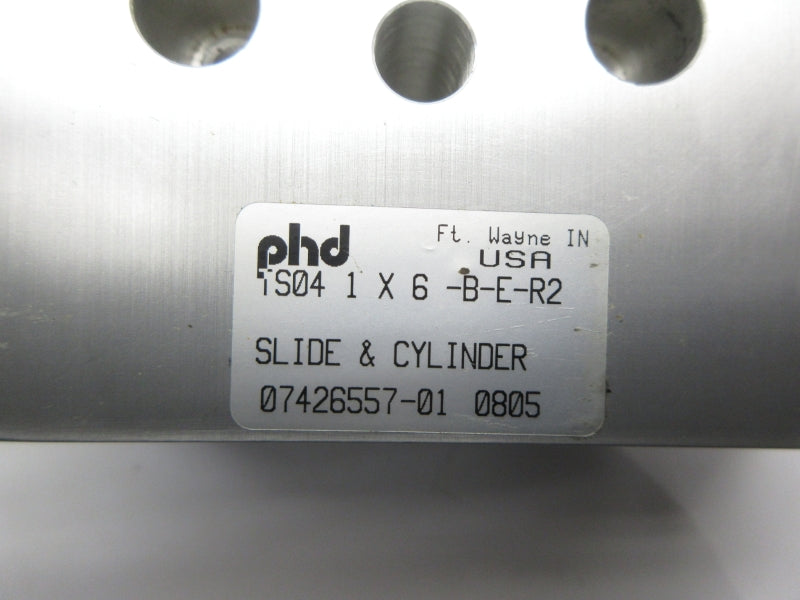 phd Ft. Wayne IN
USA
TS04 1 X 6 -B-E-R2
SLIDE & CYLINDER
07426557-01 0805